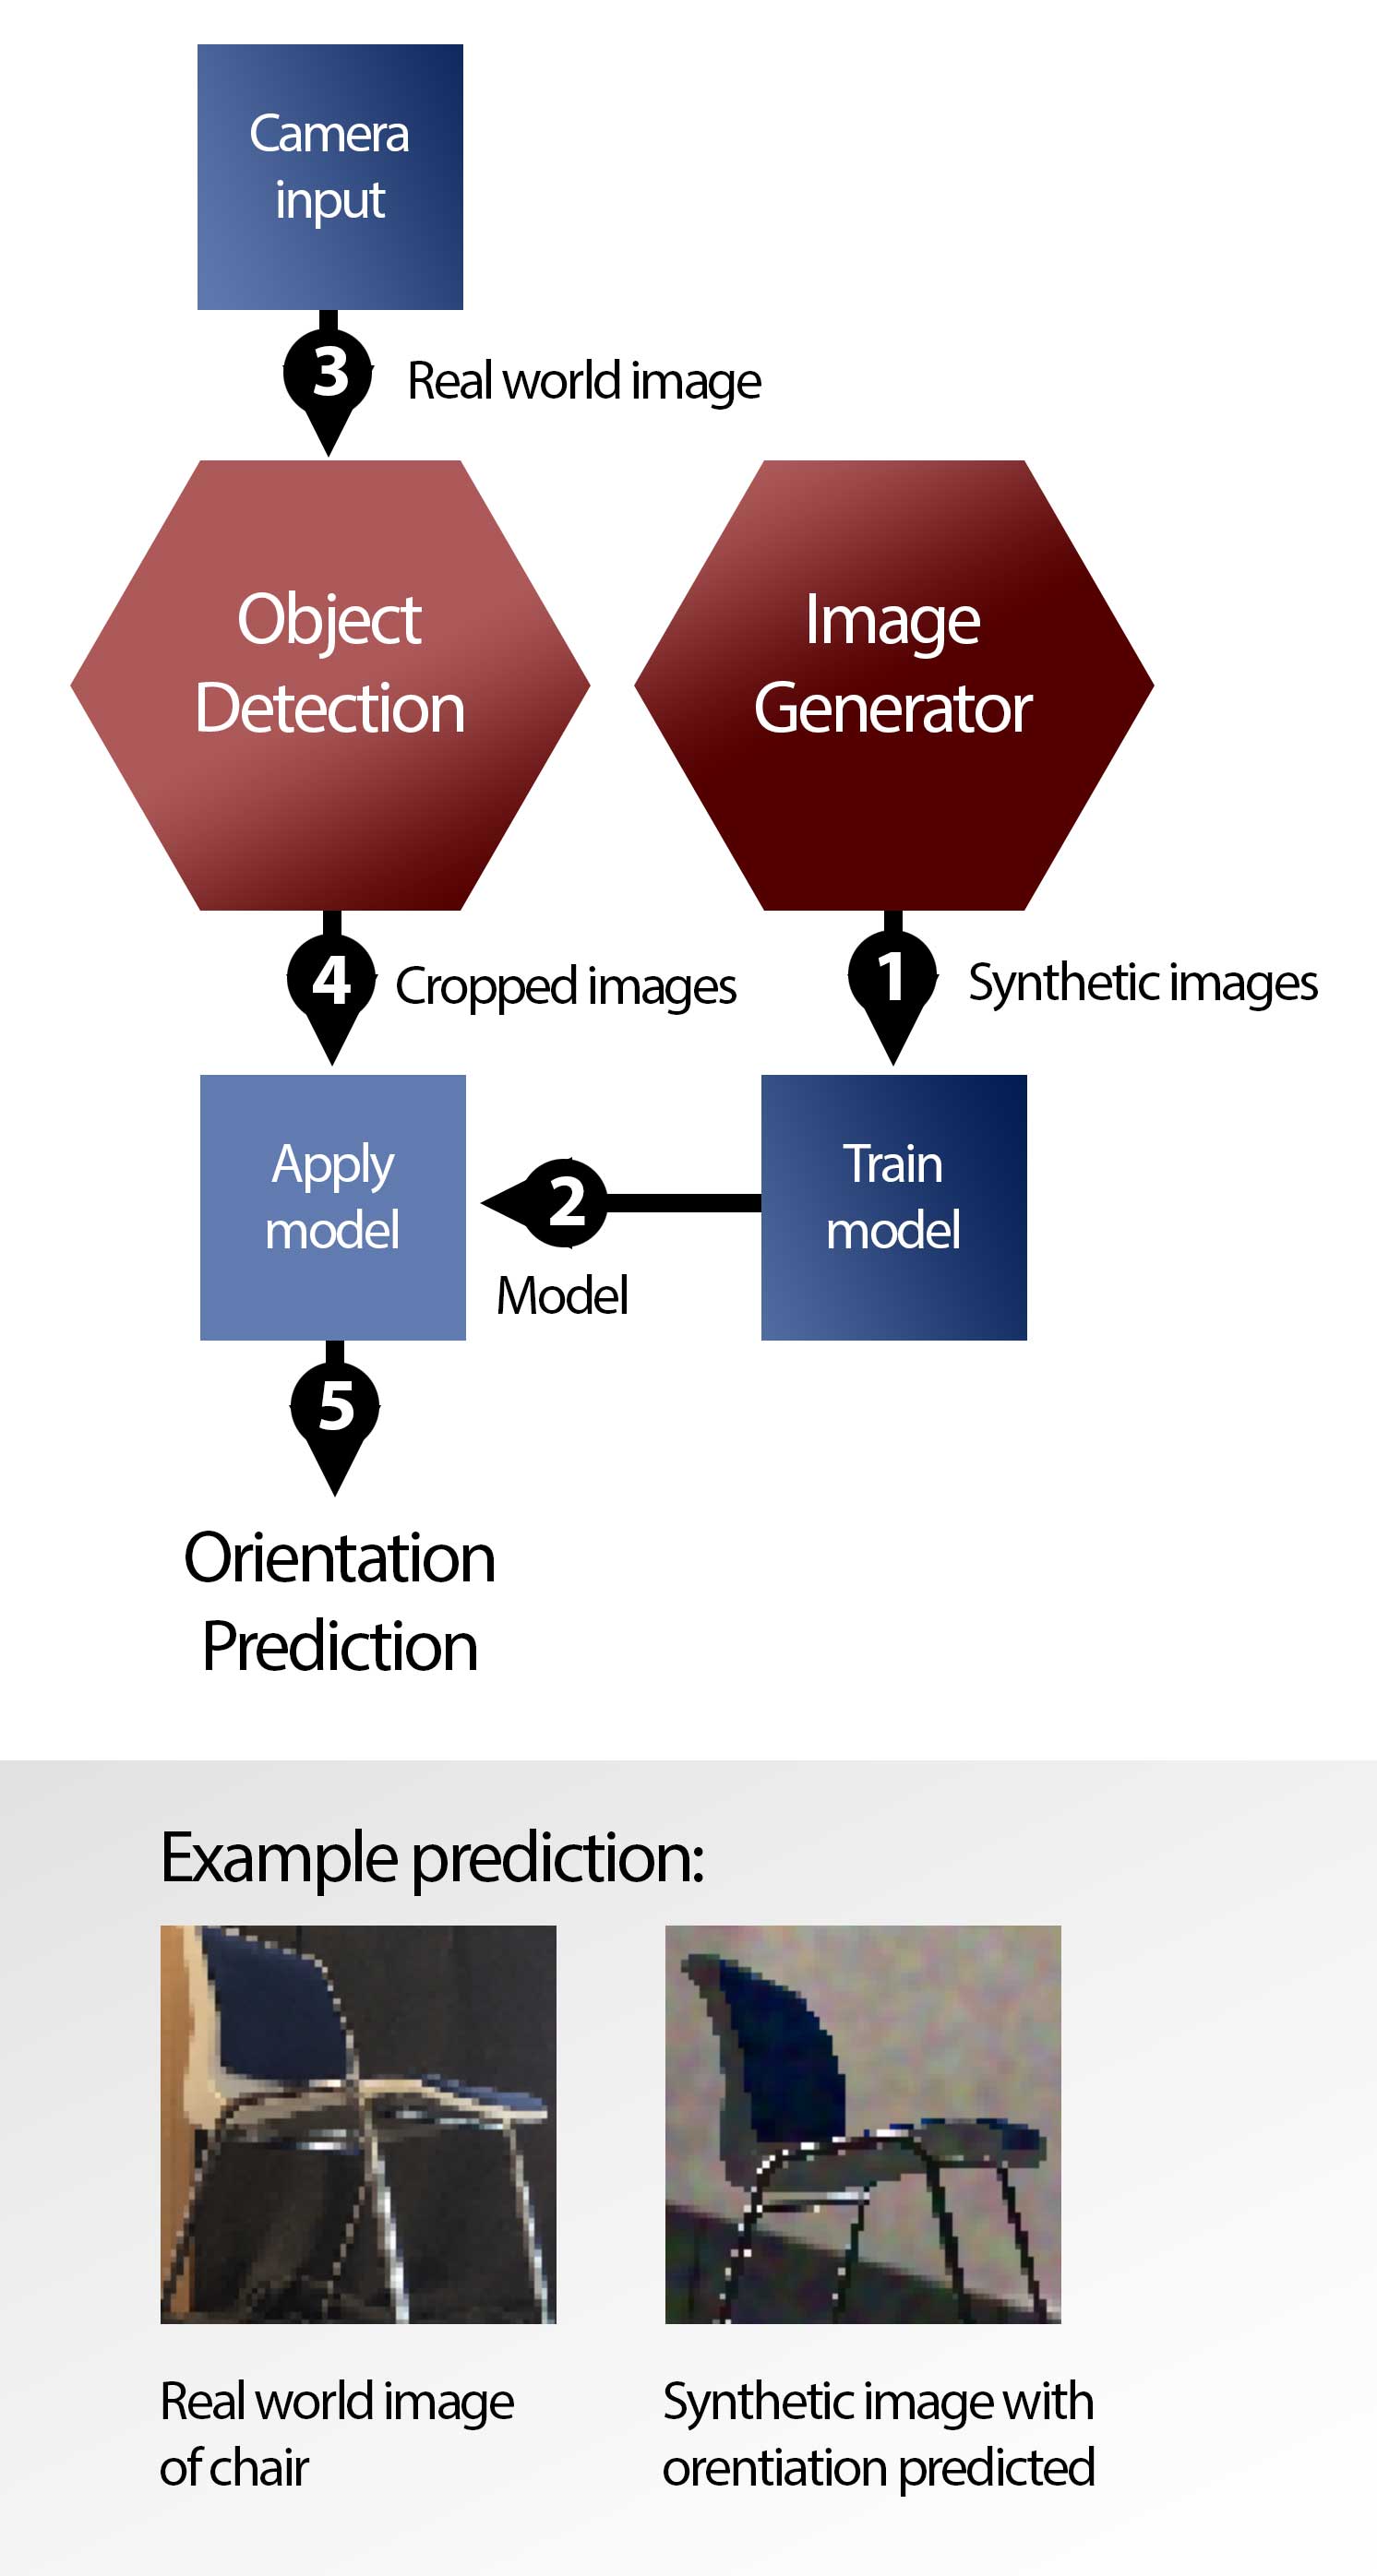 Camera
input
3
Real world image
Object
Detection
Image
Generator
4
Cropped images
1
Synthetic images
Apply
model
2
Model
Train
model
5
Orientation
Prediction
Example prediction:
Real world image
of chair
Synthetic image with
orentiation predicted